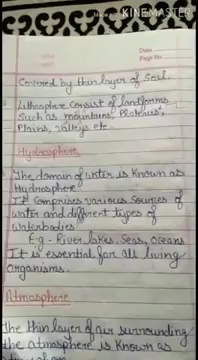 Made with
KINEMASTER
Date
Page No
Covered by thin layer of Soil.
Lithosphere Consist of landforms
Such as mountains, Plateaus,
Plains, Valleys etc
Hydrosphere
The domain of water is known as
Hydrosphere
It Comprises various Sources of
water and different types of
waterbodies
E.g - River, lakes, Seas, Oceans
It is essential for all living
Organisms.
Atmosphere
The thin layer of air surrounding
the atmosphere is Known as